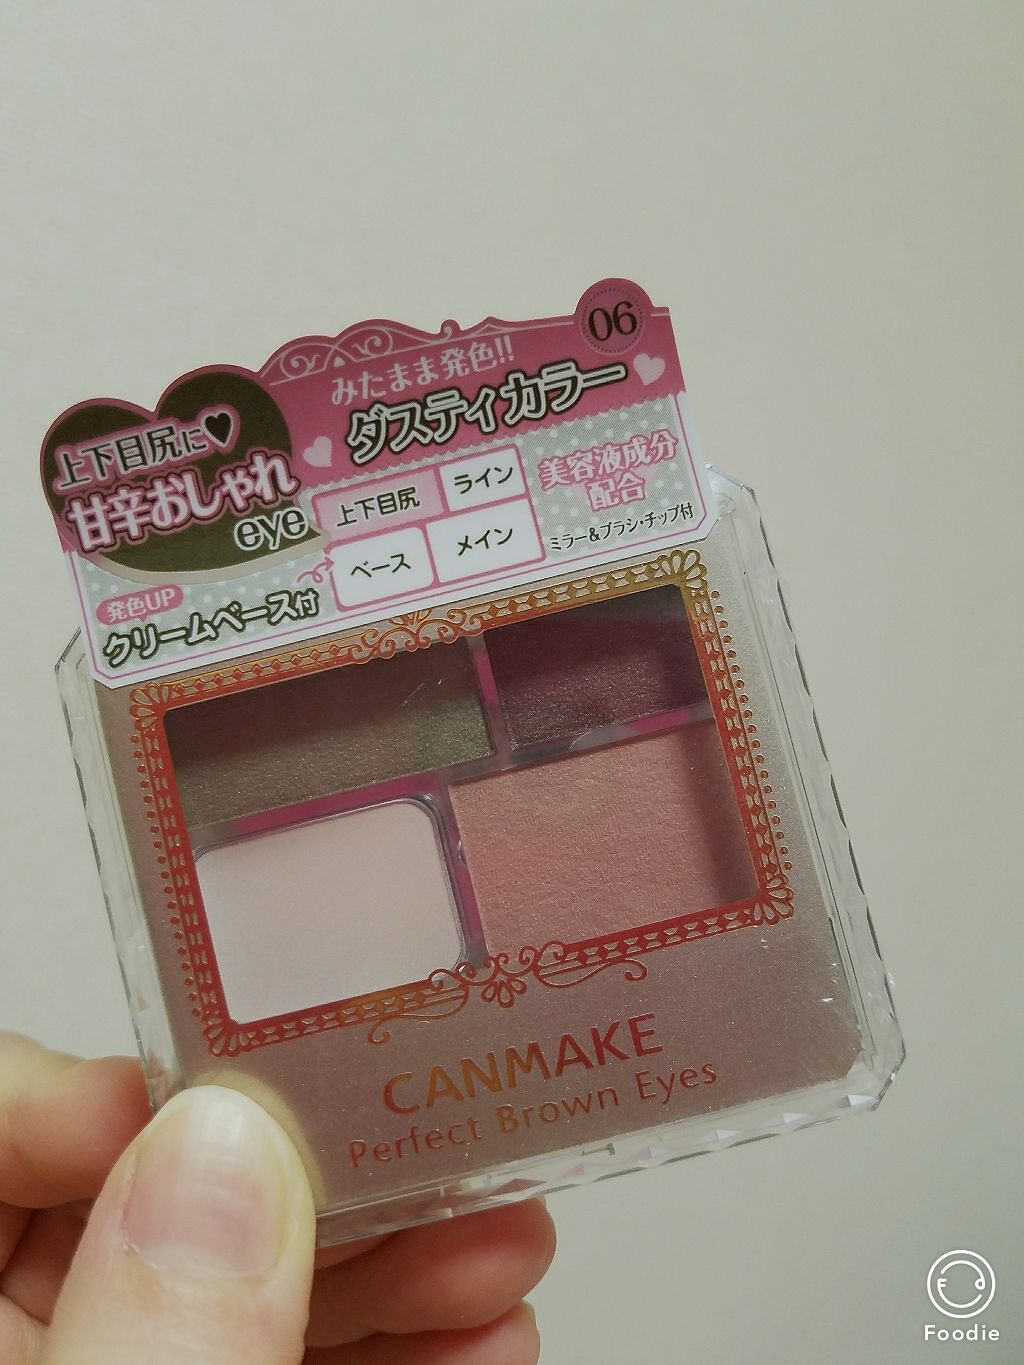 06
みたまま発色!!
ダスティカラー
上下目尻に♥
甘辛おしゃれ
eye
上下目尻
ライン
ベース
メイン
美容液成分
配合
ミラー&ブラシ・チップ付
発色UP
クリームベース付
CANMAKE
Perfect Brown Eyes
Foodie